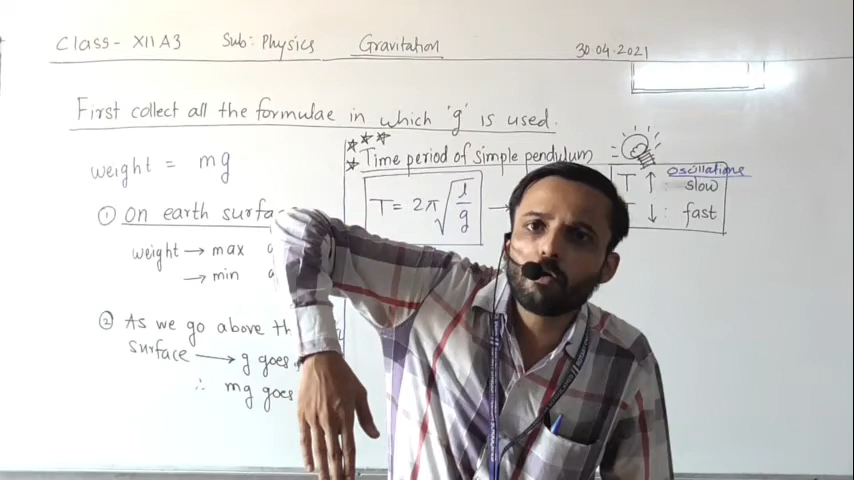 Class- XII A3 Sub: Physics Gravitation 30.04.2021
First collect all the formulae in which 'g' is used.
weight = mg
① On earth surfa
weight → max
→ min
② As we go above th
surface → g goes
∴ mg goes
Time period of simple pendulum
T = 2π√l/g →
T ↑ : oscillations slow
↓ : fast